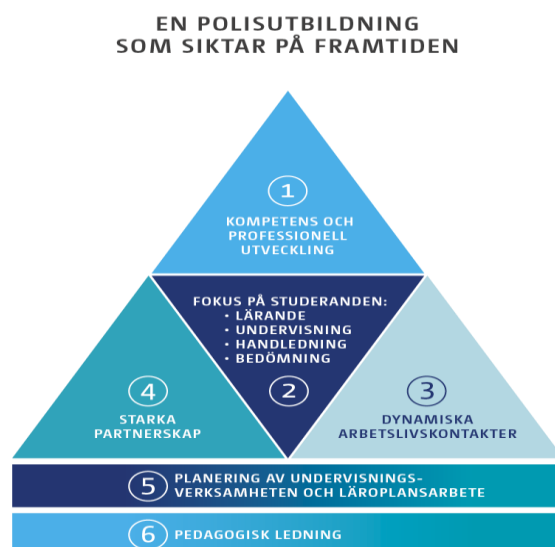 EN POLISUTBILDNING
SOM SIKTAR PÅ FRAMTIDEN
1
KOMPETENS OCH
PROFESSIONELL
UTVECKLING
FOKUS PÅ STUDERANDEN:
• LÄRANDE
• UNDERVISNING
• HANDLEDNING
• BEDÖMNING
2
4
STARKA
PARTNERSKAP
3
DYNAMISKA
ARBETSLIVSKONTAKTER
5 PLANERING AV UNDERVISNINGS-
VERKSAMHETEN OCH LÄROPLANSARBETE
6 PEDAGOGISK LEDNING